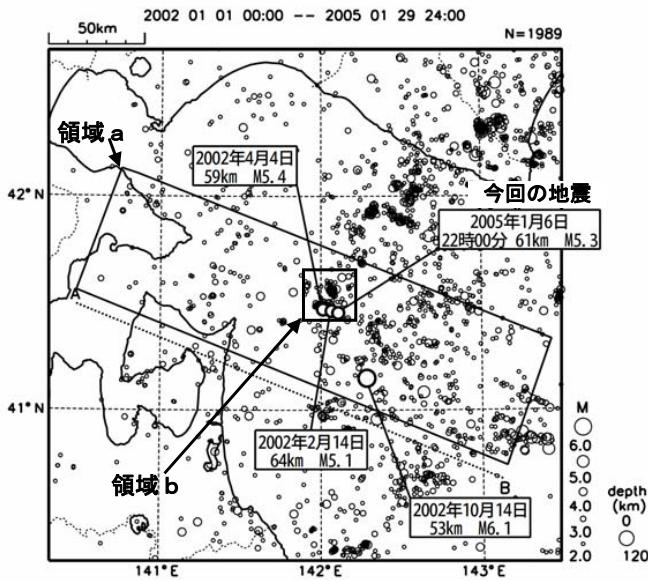 2002 01 01 00:00 -- 2005 01 29 24:00
50km
N=1989
領域a
2002年4月4日
59km M5.4
42°N
今回の地震
2005年1月6日
22時00分 61km M5.3
A
41°N
2002年2月14日
64km M5.1
領域b
B
2002年10月14日
53km M6.1
M
6.0
5.0
4.0
3.0
2.0
depth
(km)
0
120
141°E
142°E
143°E